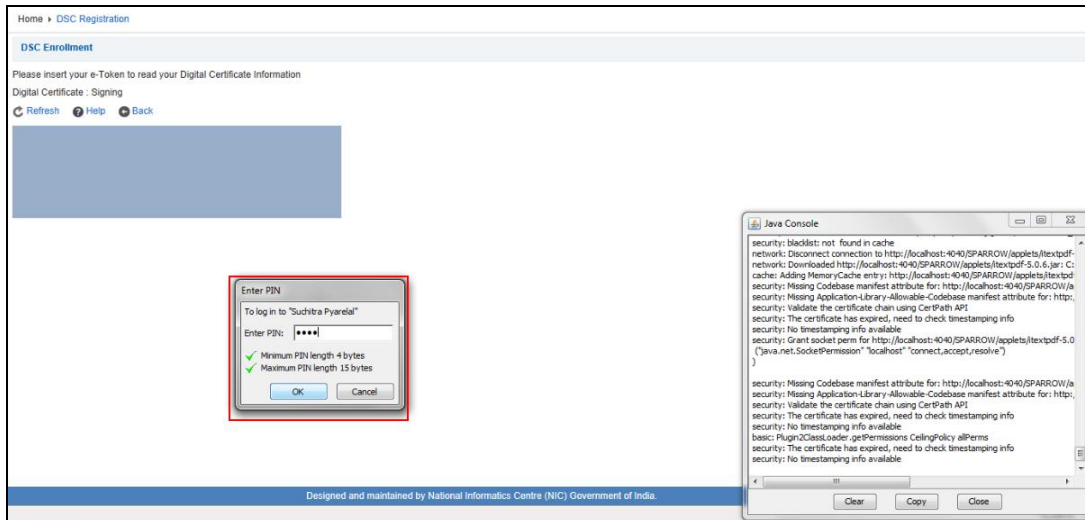 Home ▸ DSC Registration
DSC Enrollment
Please insert your e-Token to read your Digital Certificate Information
Digital Certificate : Signing
Refresh Help Back
Enter PIN
To log in to "Suchitra Pyarelal"
Enter PIN: ••••
Minimum PIN length 4 bytes
Maximum PIN length 15 bytes
OK Cancel
Java Console
security: blacklist: not found in cache
network: Disconnect connection to http://localhost:4040/SPARROW/applets/itextpdf-
network: Downloaded http://localhost:4040/SPARROW/applets/itextpdf-5.0.6.jar: C:
cache: Adding MemoryCache entry: http://localhost:4040/SPARROW/applets/itextpd
security: Missing Codebase manifest attribute for: http://localhost:4040/SPARROW/a
security: Missing Application-Library-Allowable-Codebase manifest attribute for: http:/
security: Validate the certificate chain using CertPath API
security: The certificate has expired, need to check timestamping info
security: No timestamping info available
security: Grant socket perm for http://localhost:4040/SPARROW/applets/itextpdf-5.0
("java.net.SocketPermission" "localhost" "connect,accept,resolve")
)
security: Missing Codebase manifest attribute for: http://localhost:4040/SPARROW/a
security: Missing Application-Library-Allowable-Codebase manifest attribute for: http:/
security: Validate the certificate chain using CertPath API
security: The certificate has expired, need to check timestamping info
security: No timestamping info available
basic: Plugin2ClassLoader.getPermissions CeilingPolicy allPerms
security: The certificate has expired, need to check timestamping info
security: No timestamping info available
Clear Copy Close
Designed and maintained by National Informatics Centre (NIC) Government of India.